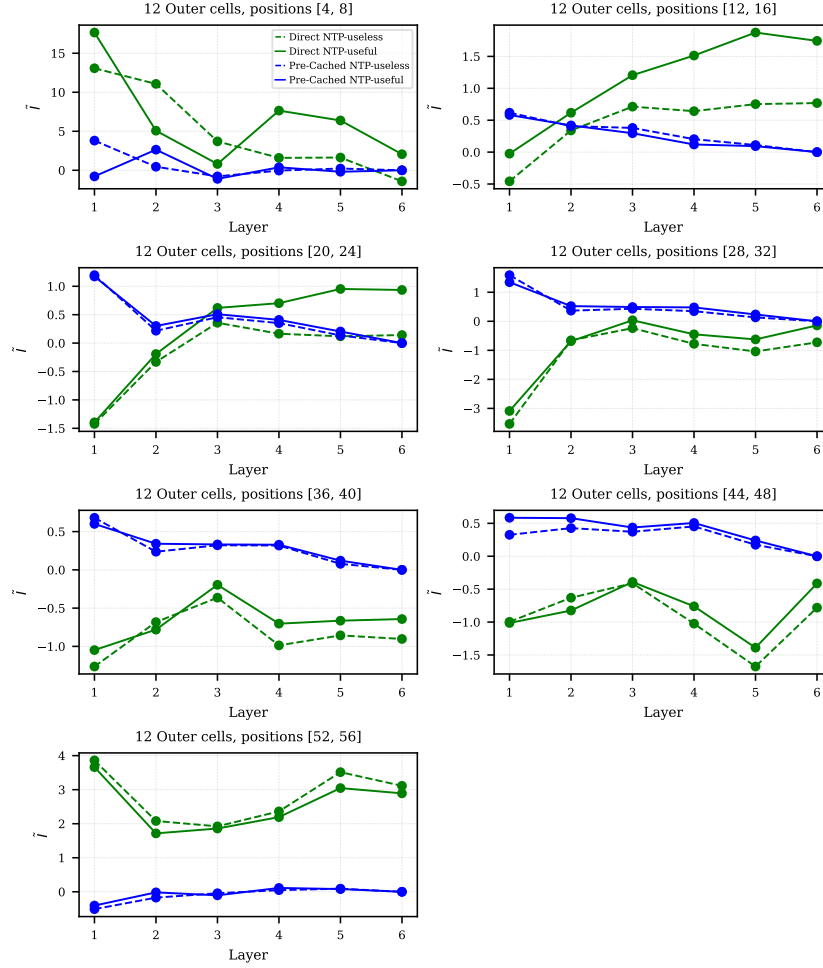 12 Outer cells, positions [4, 8]
15
10
5
0
Ĩ
1 2 3 4 5 6
Layer
Direct NTP-useless
Direct NTP-useful
Pre-Cached NTP-useless
Pre-Cached NTP-useful
12 Outer cells, positions [12, 16]
1.5
1.0
0.5
0.0
−0.5
Ĩ
1 2 3 4 5 6
Layer
12 Outer cells, positions [20, 24]
1.0
0.5
0.0
−0.5
−1.0
−1.5
Ĩ
1 2 3 4 5 6
Layer
12 Outer cells, positions [28, 32]
1
0
−1
−2
−3
Ĩ
1 2 3 4 5 6
Layer
12 Outer cells, positions [36, 40]
0.5
0.0
−0.5
−1.0
Ĩ
1 2 3 4 5 6
Layer
12 Outer cells, positions [44, 48]
0.5
0.0
−0.5
−1.0
−1.5
Ĩ
1 2 3 4 5 6
Layer
12 Outer cells, positions [52, 56]
4
3
2
1
0
Ĩ
1 2 3 4 5 6
Layer